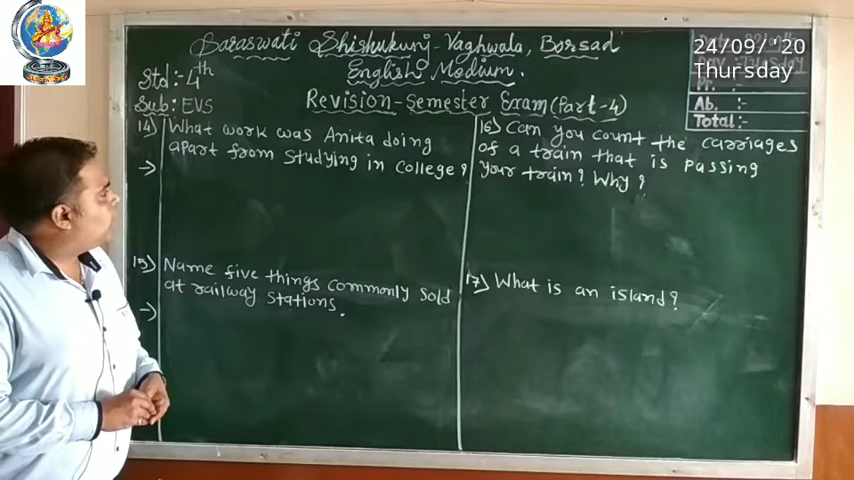 Saraswati Shishukunj - Vaghwala, Borsad
English Medium.
24/09/'20
Thursday
Std :- 4th
Sub: EVS
Revision - Semester Exam (Part-4)
Pr. :-
Ab. :-
Total:-
14) What work was Anita doing
apart from studying in college?
→
15) Name five things commonly sold
at railway stations.
→
16) Can you count the carriages
of a train that is passing
your train? Why?
17) What is an island?